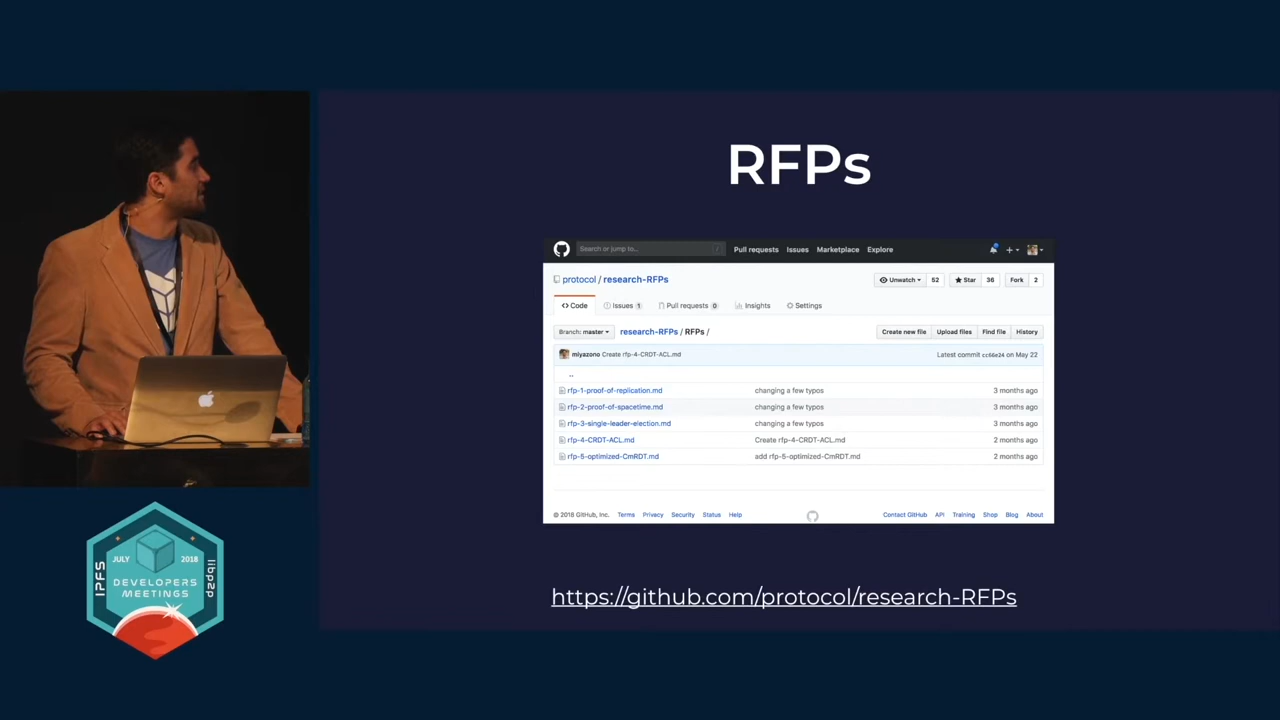 RFPs
Search or jump to... /
Pull requests Issues Marketplace Explore
protocol / research-RFPs
Unwatch 52 Star 36 Fork 2
Code Issues 1 Pull requests 0 Insights Settings
Branch: master research-RFPs / RFPs /
Create new file Upload files Find file History
miyazono Create rfp-4-CRDT-ACL.md Latest commit cc66e24 on May 22
..
rfp-1-proof-of-replication.md changing a few typos 3 months ago
rfp-2-proof-of-spacetime.md changing a few typos 3 months ago
rfp-3-single-leader-election.md changing a few typos 3 months ago
rfp-4-CRDT-ACL.md Create rfp-4-CRDT-ACL.md 2 months ago
rfp-5-optimized-CmRDT.md add rfp-5-optimized-CmRDT.md 2 months ago
© 2018 GitHub, Inc. Terms Privacy Security Status Help
Contact GitHub API Training Shop Blog About
https://github.com/protocol/research-RFPs
JULY 2018
IPFS
DEVELOPERS
MEETINGS
libp2p